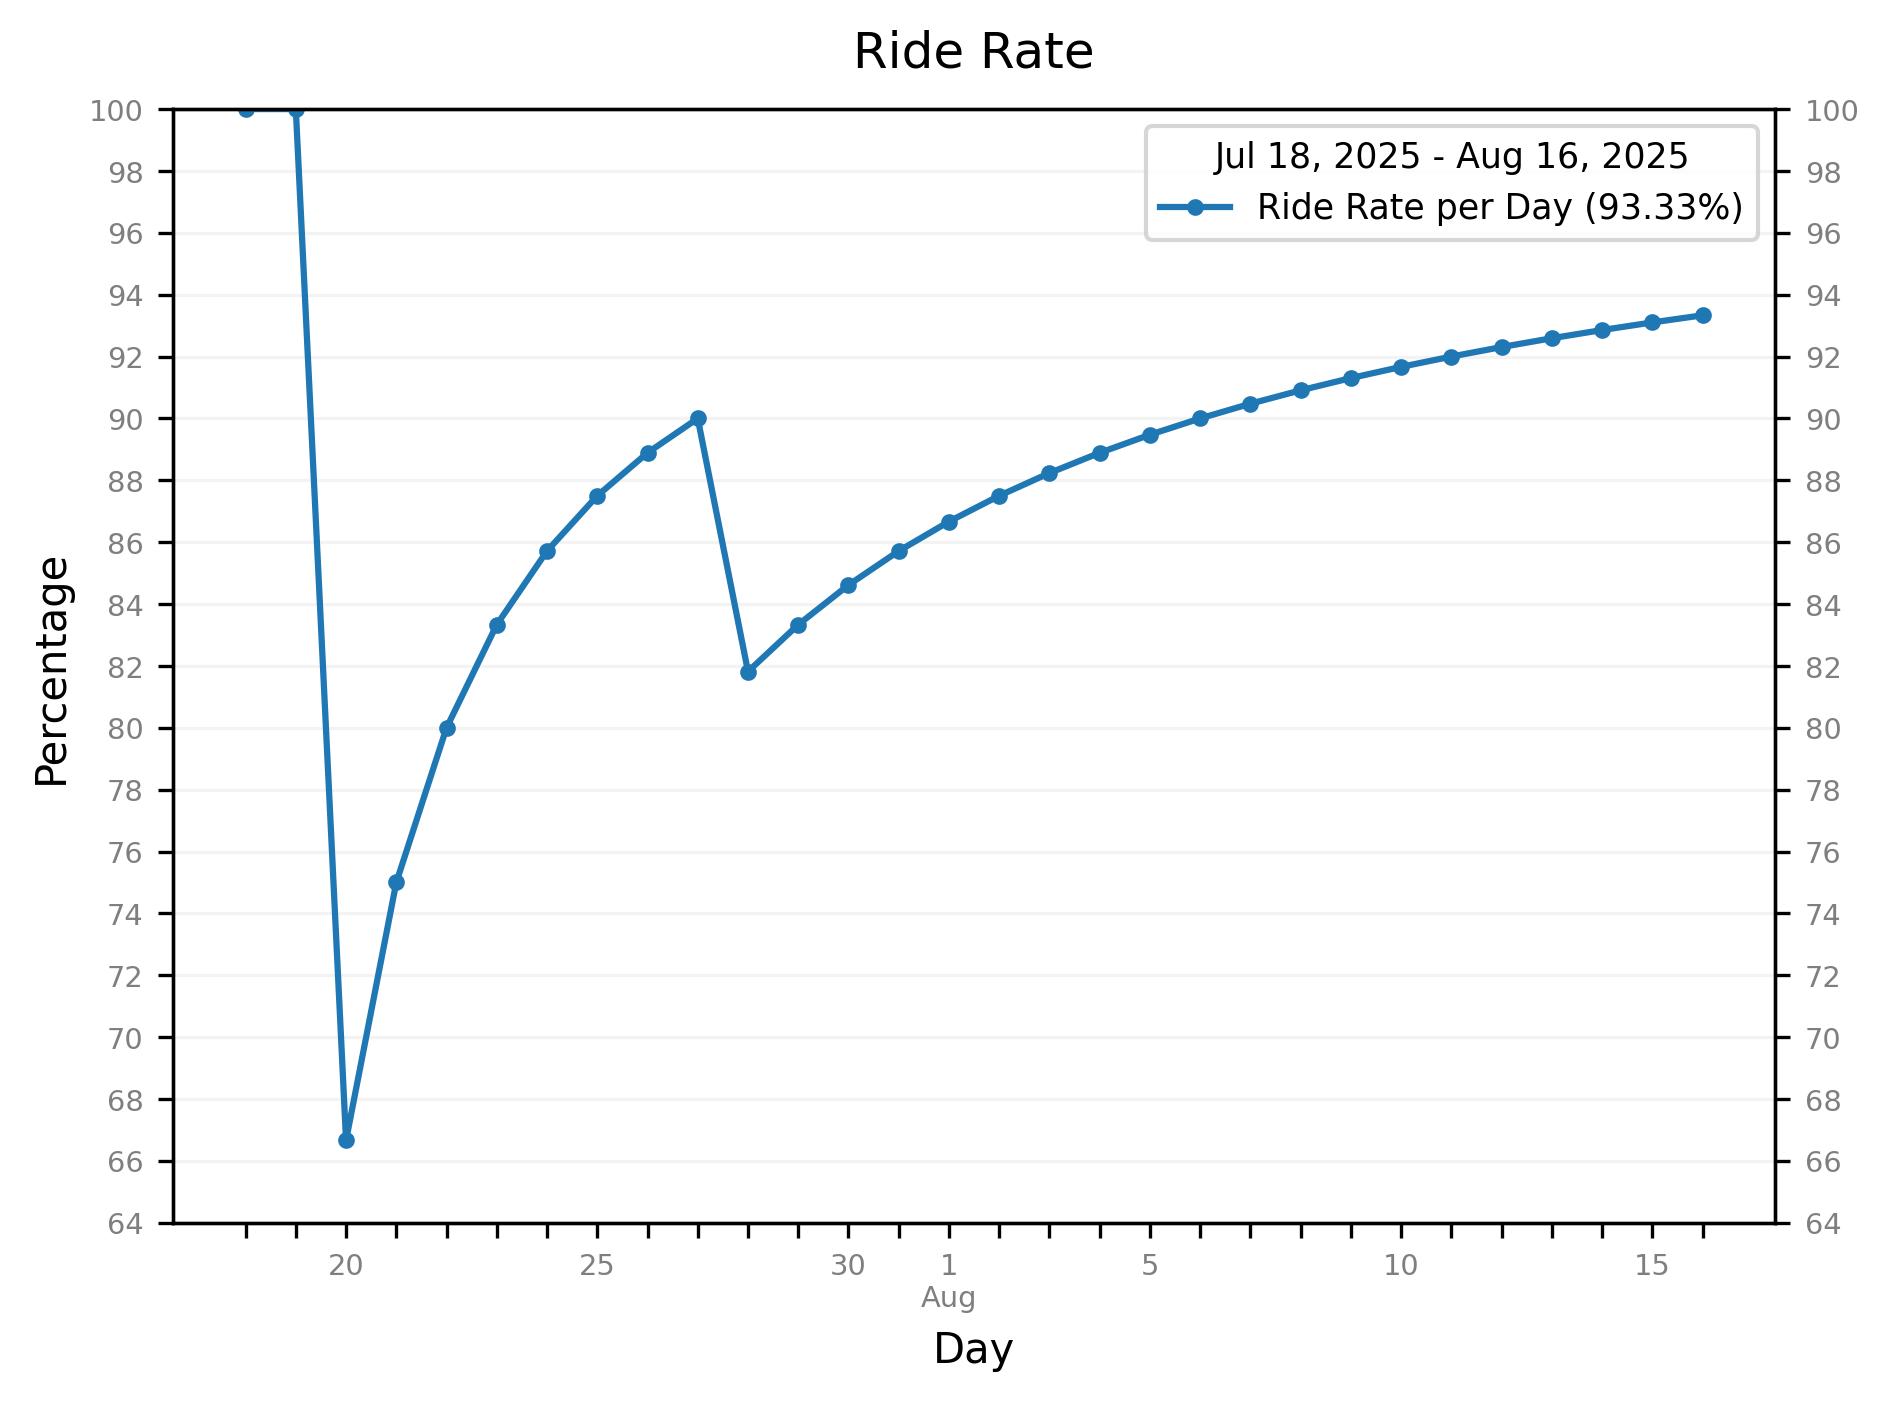 Ride Rate
Jul 18, 2025 - Aug 16, 2025
Ride Rate per Day (93.33%)
Percentage
100 100
98 98
96 96
94 94
92 92
90 90
88 88
86 86
84 84
82 82
80 80
78 78
76 76
74 74
72 72
70 70
68 68
66 66
64 64
20 25 30 1 5 10 15
Aug
Day